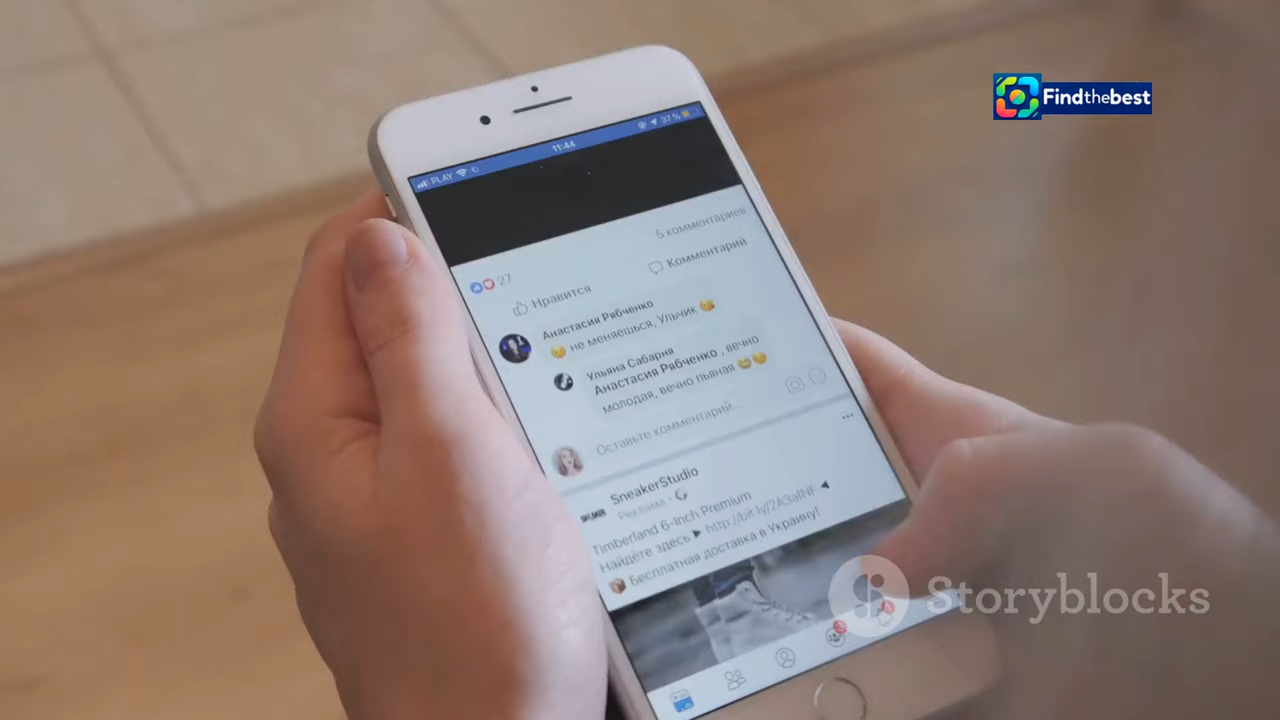 FindtheBest
PLAY
11:44
37 %
5 комментариев
27
Нравится
Комментарий
Анастасия Рябченко
не меняешься, Ульчик
Ульяна Сабарня
Анастасия Рябченко , вечно
молодая, вечно пьяная
Оставьте комментарий...
SneakerStudio
Реклама
Timberland 6-Inch Premium
Найдёте здесь ► http://bit.ly/ ◄
Бесплатная доставка в Украину!
Storyblocks